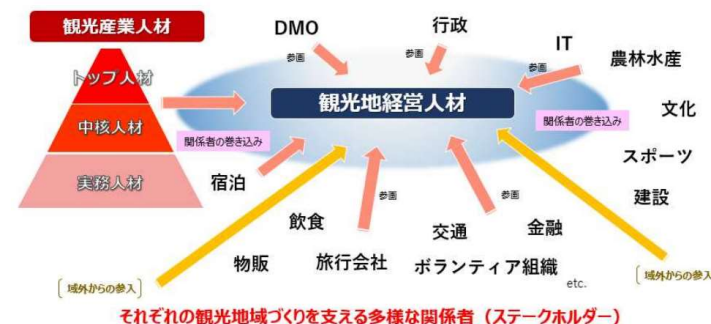 観光産業人材
トップ人材
中核人材
実務人材
DMO
行政
IT
農林水産
参画
参画
参画
観光地経営人材
文化
関係者の巻き込み
関係者の巻き込み
スポーツ
宿泊
参画
参画
建設
飲食
交通
金融
物販
旅行会社
ボランティア組織
etc.
域外からの参入
域外からの参入
それぞれの観光地域づくりを支える多様な関係者（ステークホルダー）